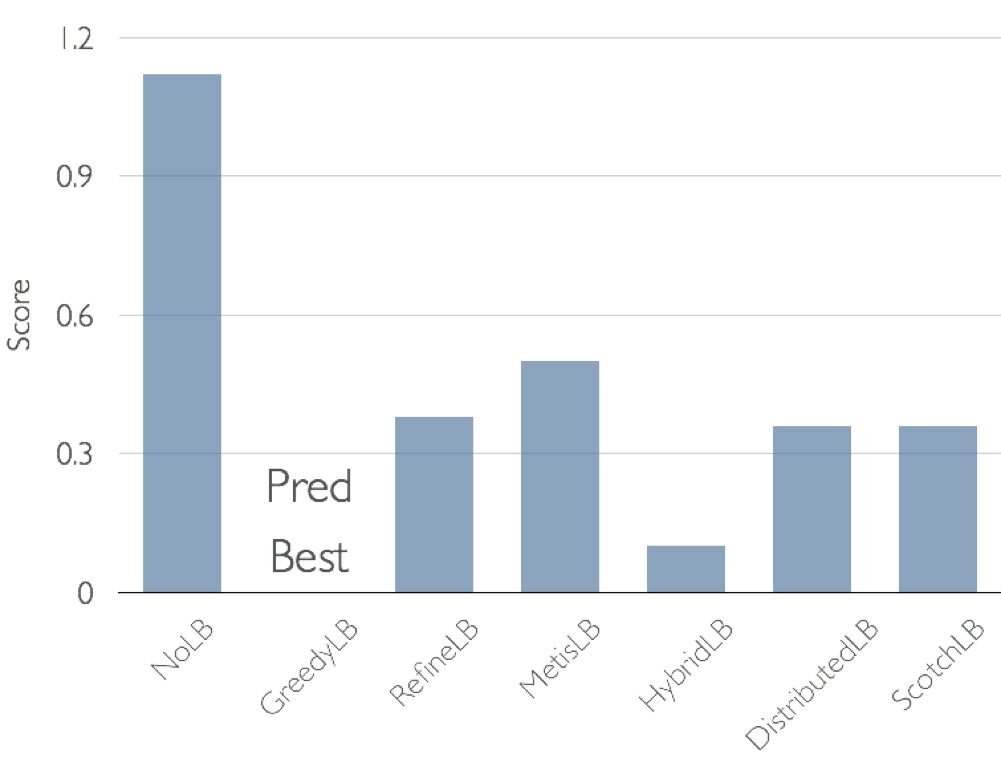 1.2
0.9
0.6
0.3
0
Score
Pred
Best
NoLB
GreedyLB
RefineLB
MetisLB
HybridLB
DistributedLB
ScotchLB